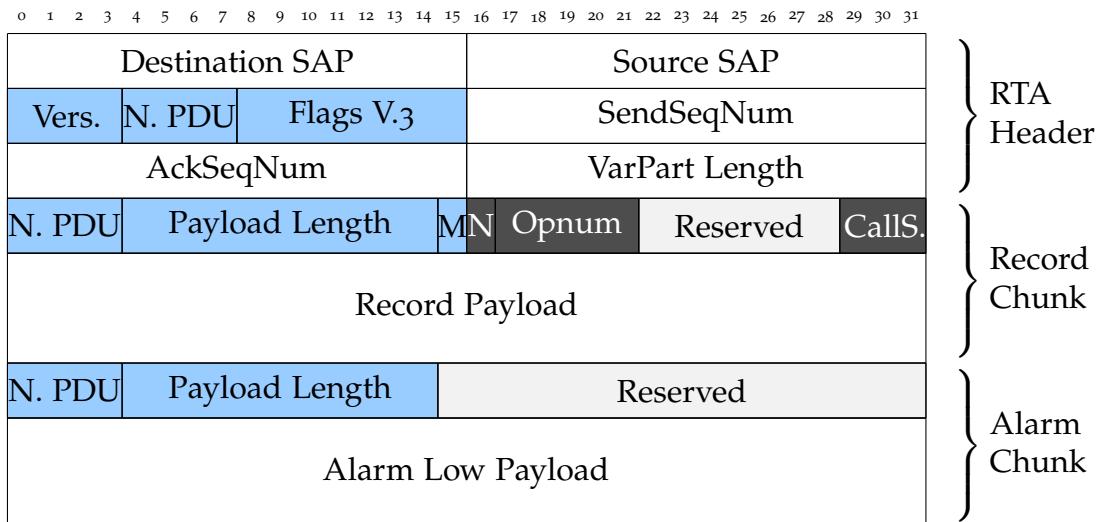 0 1 2 3 4 5 6 7 8 9 10 11 12 13 14 15 16 17 18 19 20 21 22 23 24 25 26 27 28 29 30 31
Destination SAP Source SAP
Vers. N. PDU Flags V.3 SendSeqNum
AckSeqNum VarPart Length
RTA
Header
N. PDU Payload Length M N Opnum Reserved CallS.
Record Payload
Record
Chunk
N. PDU Payload Length Reserved
Alarm Low Payload
Alarm
Chunk